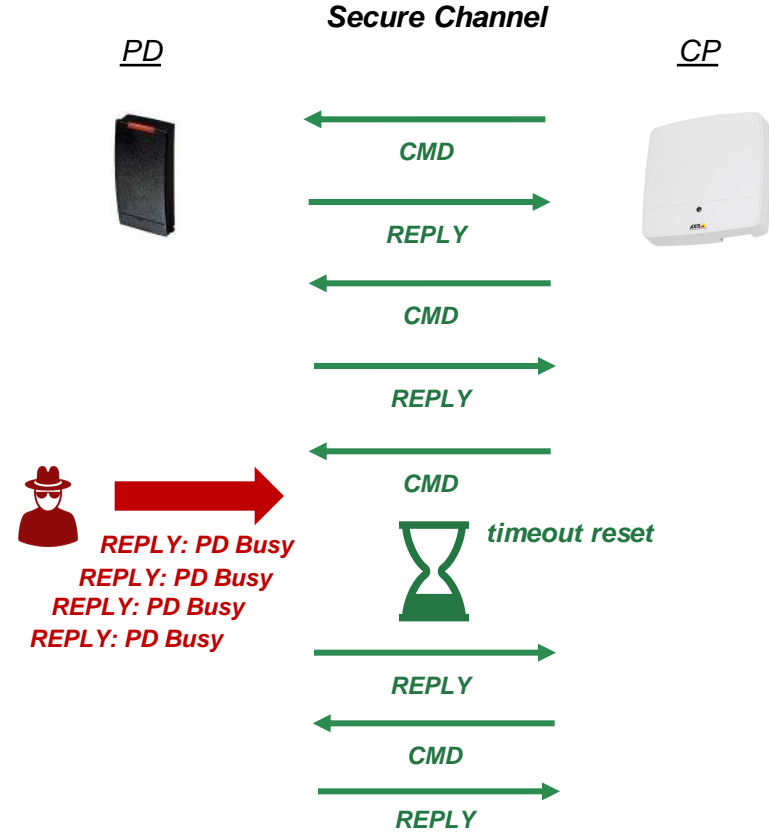 Secure Channel
PD
CP
CMD
REPLY
AXIS
CMD
REPLY
CMD
timeout reset
REPLY: PD Busy
REPLY: PD Busy
REPLY: PD Busy
REPLY: PD Busy
REPLY
CMD
REPLY